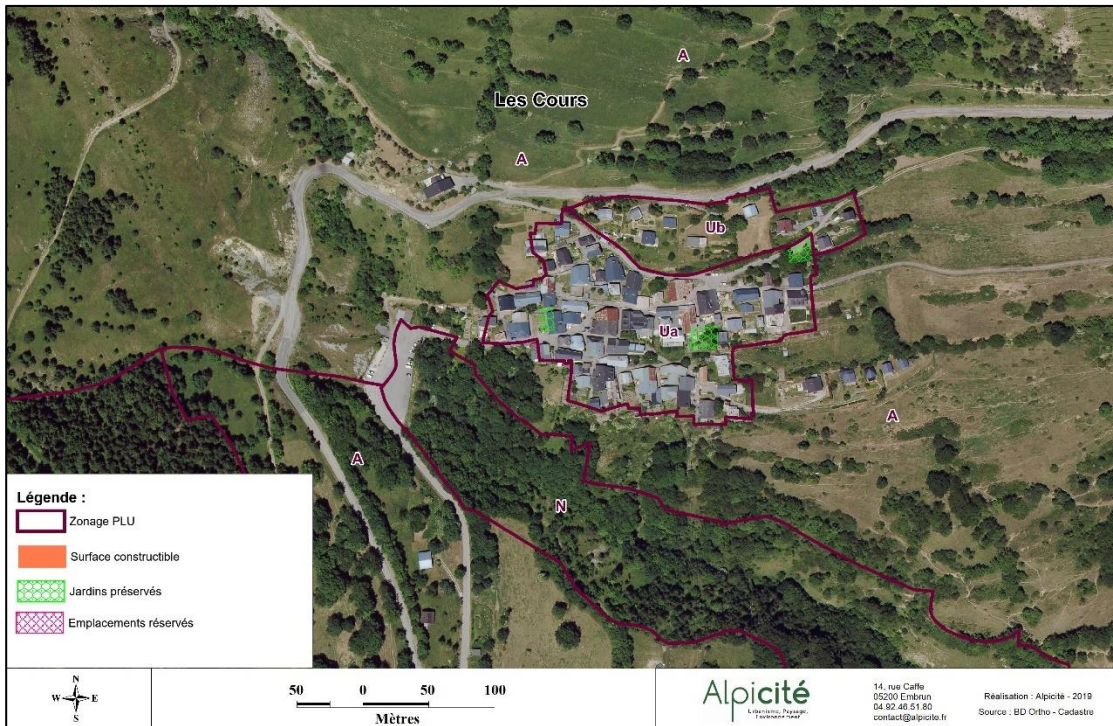 A
Les Cours
A
Ub
Ua
A
A
N
Légende :
Zonage PLU
Surface constructible
Jardins préservés
Emplacements réservés
N
W E
S
50 0 50 100
Mètres
Alpicité
Urbanisme, Paysage,
Environnement
14, rue Caffe
05200 Embrun
04.92.46.51.80
contact@alpicite.fr
Réalisation : Alpicité - 2019
Source : BD Ortho - Cadastre